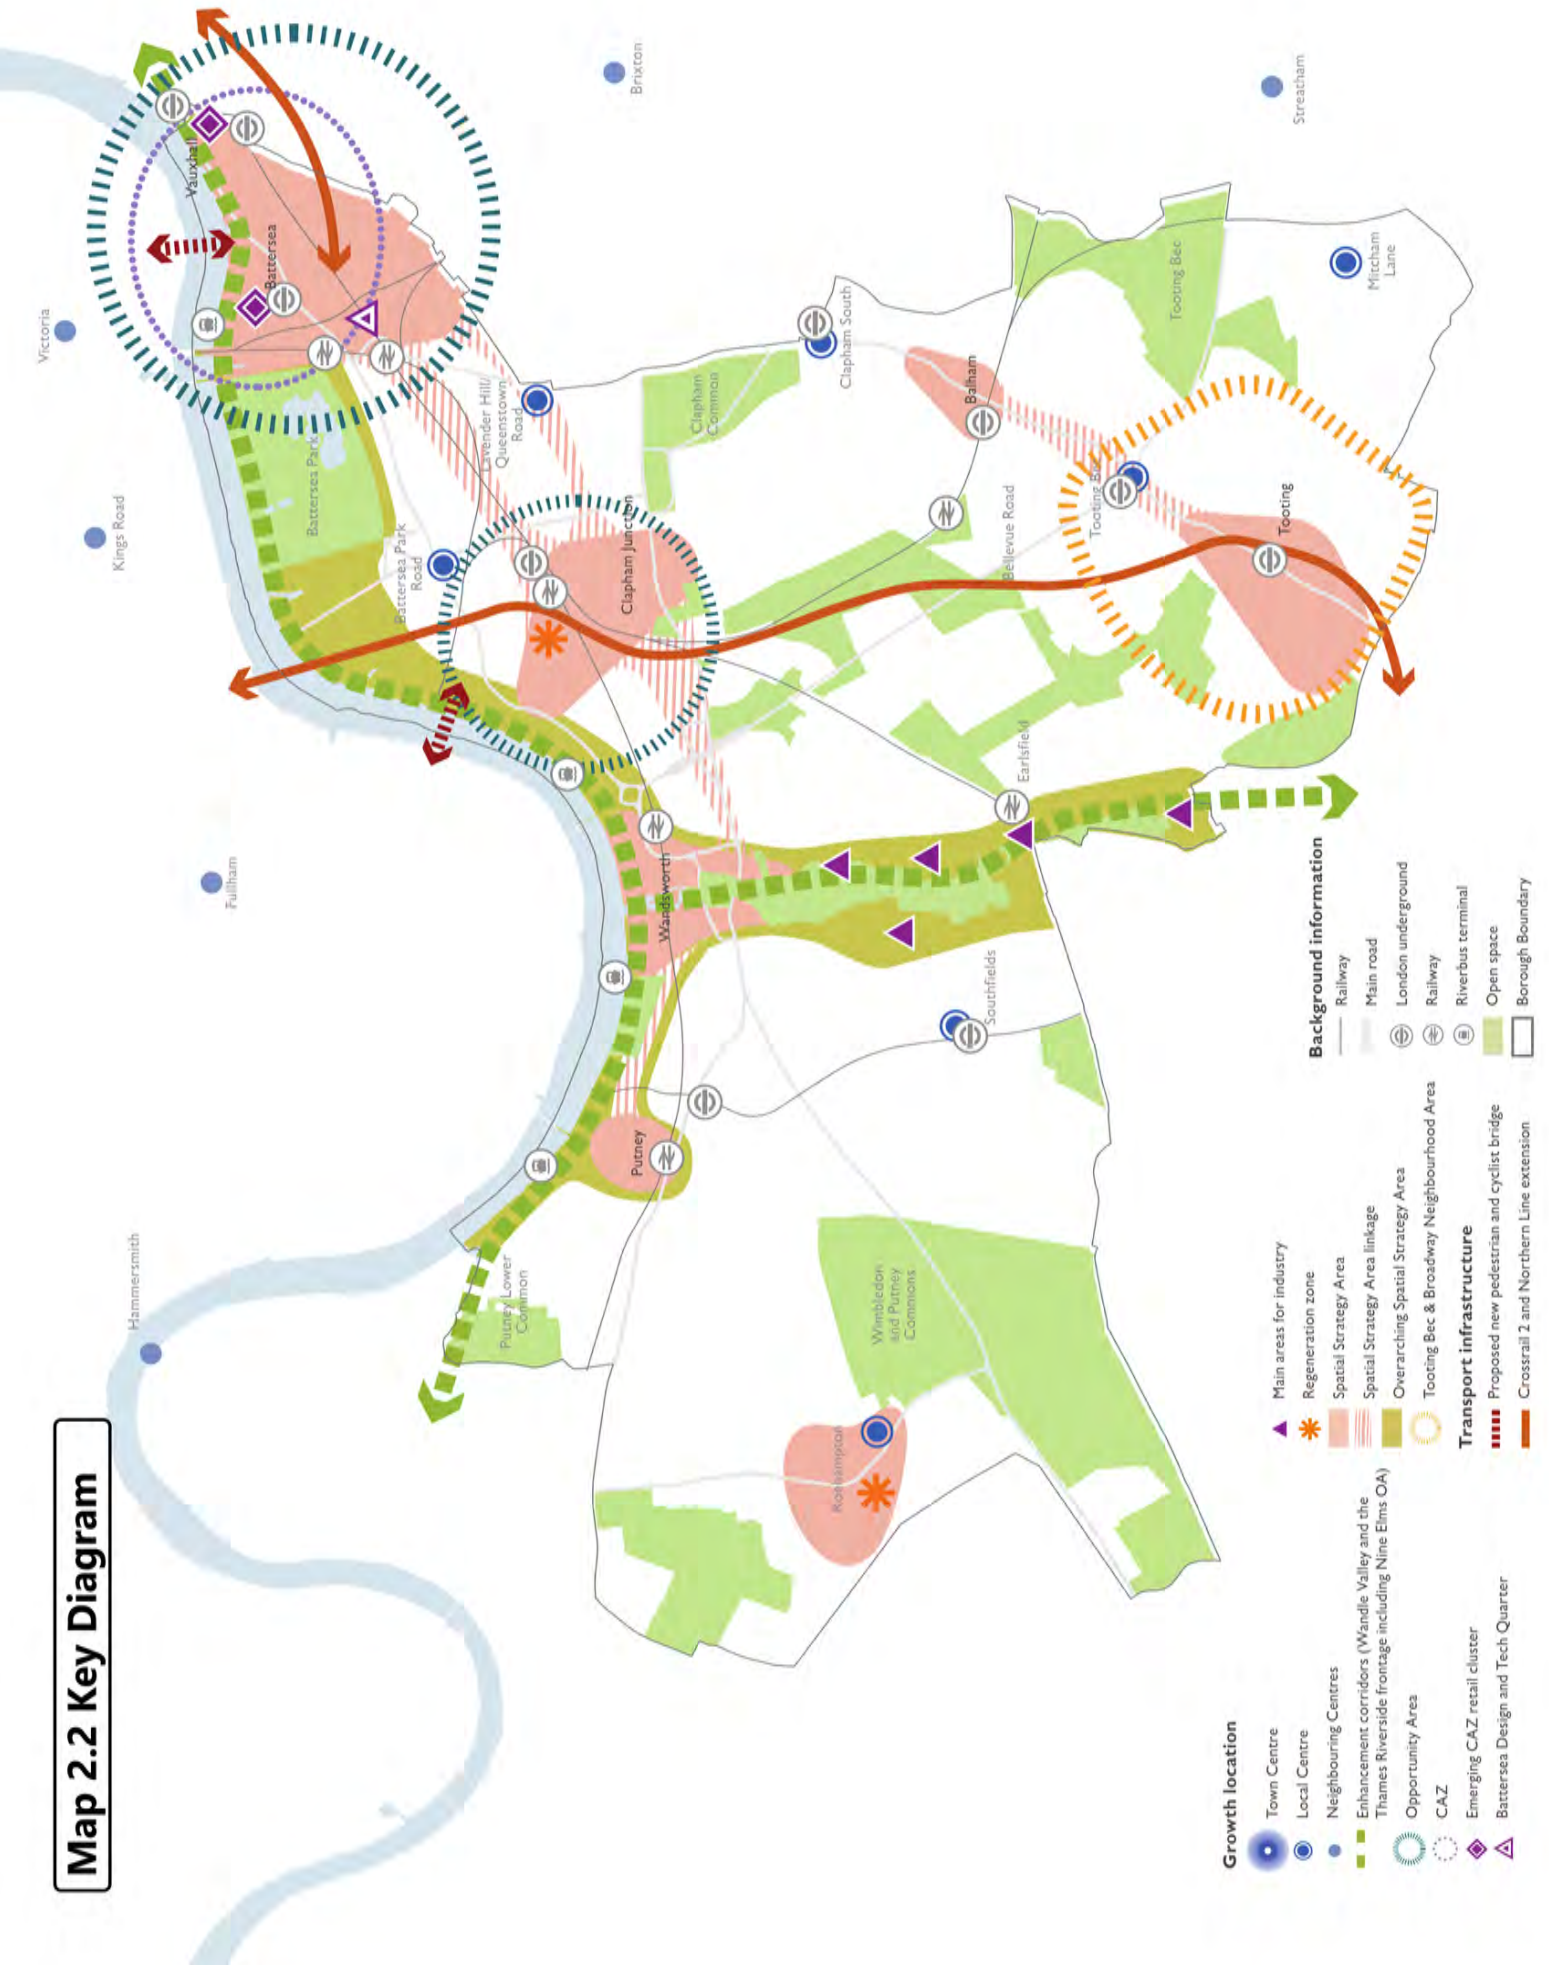 Map 2.2 Key Diagram
Hammersmith
Fullham
Kings Road
Victoria
Brixton
Streatham
Vauxhall
Battersea
Battersea Park
Battersea Park
Road
Lavender Hill/
Queenstown
Road
Clapham Junction
Clapham
Common
Clapham South
Balham
Bellevue Road
Tooting Bec
Tooting Bec
Tooting
Mitcham
Lane
Earlsfield
Wandsworth
Southfields
Putney
Putney Lower
Common
Wimbledon
and Putney
Commons
Roehampton
Growth location
Town Centre
Local Centre
Neighbouring Centres
Enhancement corridors (Wandle Valley and the
Thames Riverside frontage including Nine Elms OA)
Opportunity Area
CAZ
Emerging CAZ retail cluster
Battersea Design and Tech Quarter
Main areas for industry
Regeneration zone
Spatial Strategy Area
Spatial Strategy Area linkage
Overarching Spatial Strategy Area
Tooting Bec & Broadway Neighbourhood Area
Transport infrastructure
Proposed new pedestrian and cyclist bridge
Crossrail 2 and Northern Line extension
Background information
Railway
Main road
London underground
Railway
Riverbus terminal
Open space
Borough Boundary